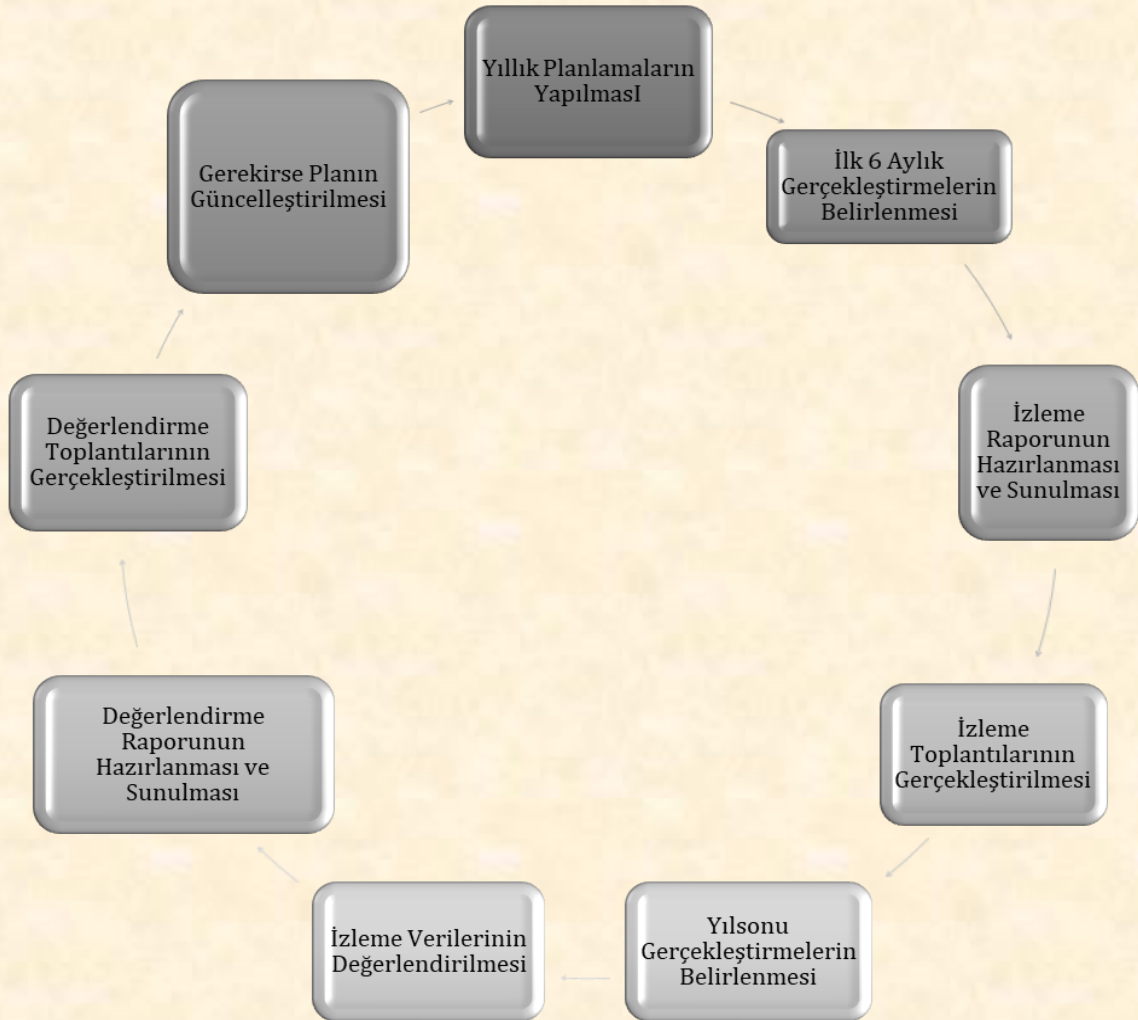 Yıllık Planlamaların
YapılmasI
İlk 6 Aylık
Gerçekleştirmelerin
Belirlenmesi
İzleme
Raporunun
Hazırlanması
ve Sunulması
İzleme
Toplantılarının
Gerçekleştirilmesi
Yılsonu
Gerçekleştirmelerin
Belirlenmesi
İzleme Verilerinin
Değerlendirilmesi
Değerlendirme
Raporunun
Hazırlanması ve
Sunulması
Değerlendirme
Toplantılarının
Gerçekleştirilmesi
Gerekirse Planın
Güncelleştirilmesi